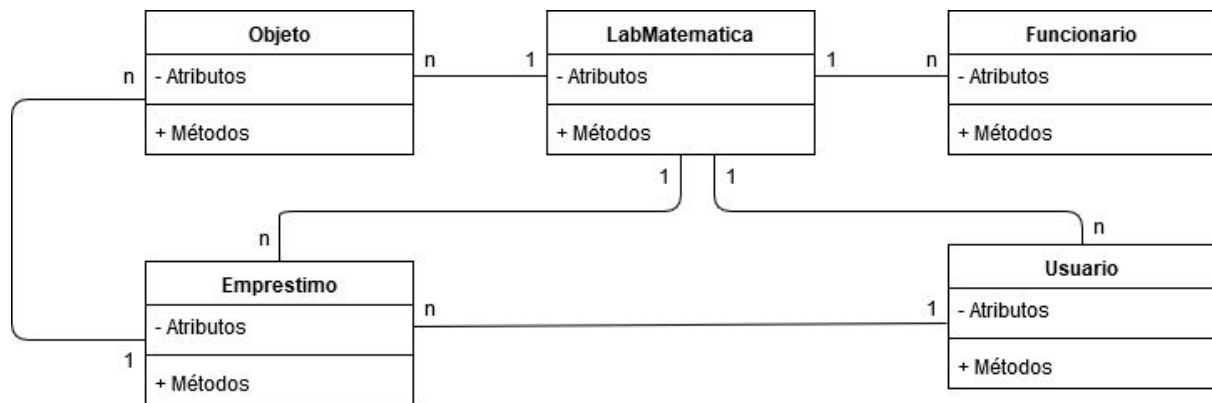 Objeto
- Atributos
+ Métodos
n
n
1
LabMatematica
- Atributos
+ Métodos
1
n
Funcionario
- Atributos
+ Métodos
1
1
n
n
Emprestimo
- Atributos
+ Métodos
1
n
1
Usuario
- Atributos
+ Métodos